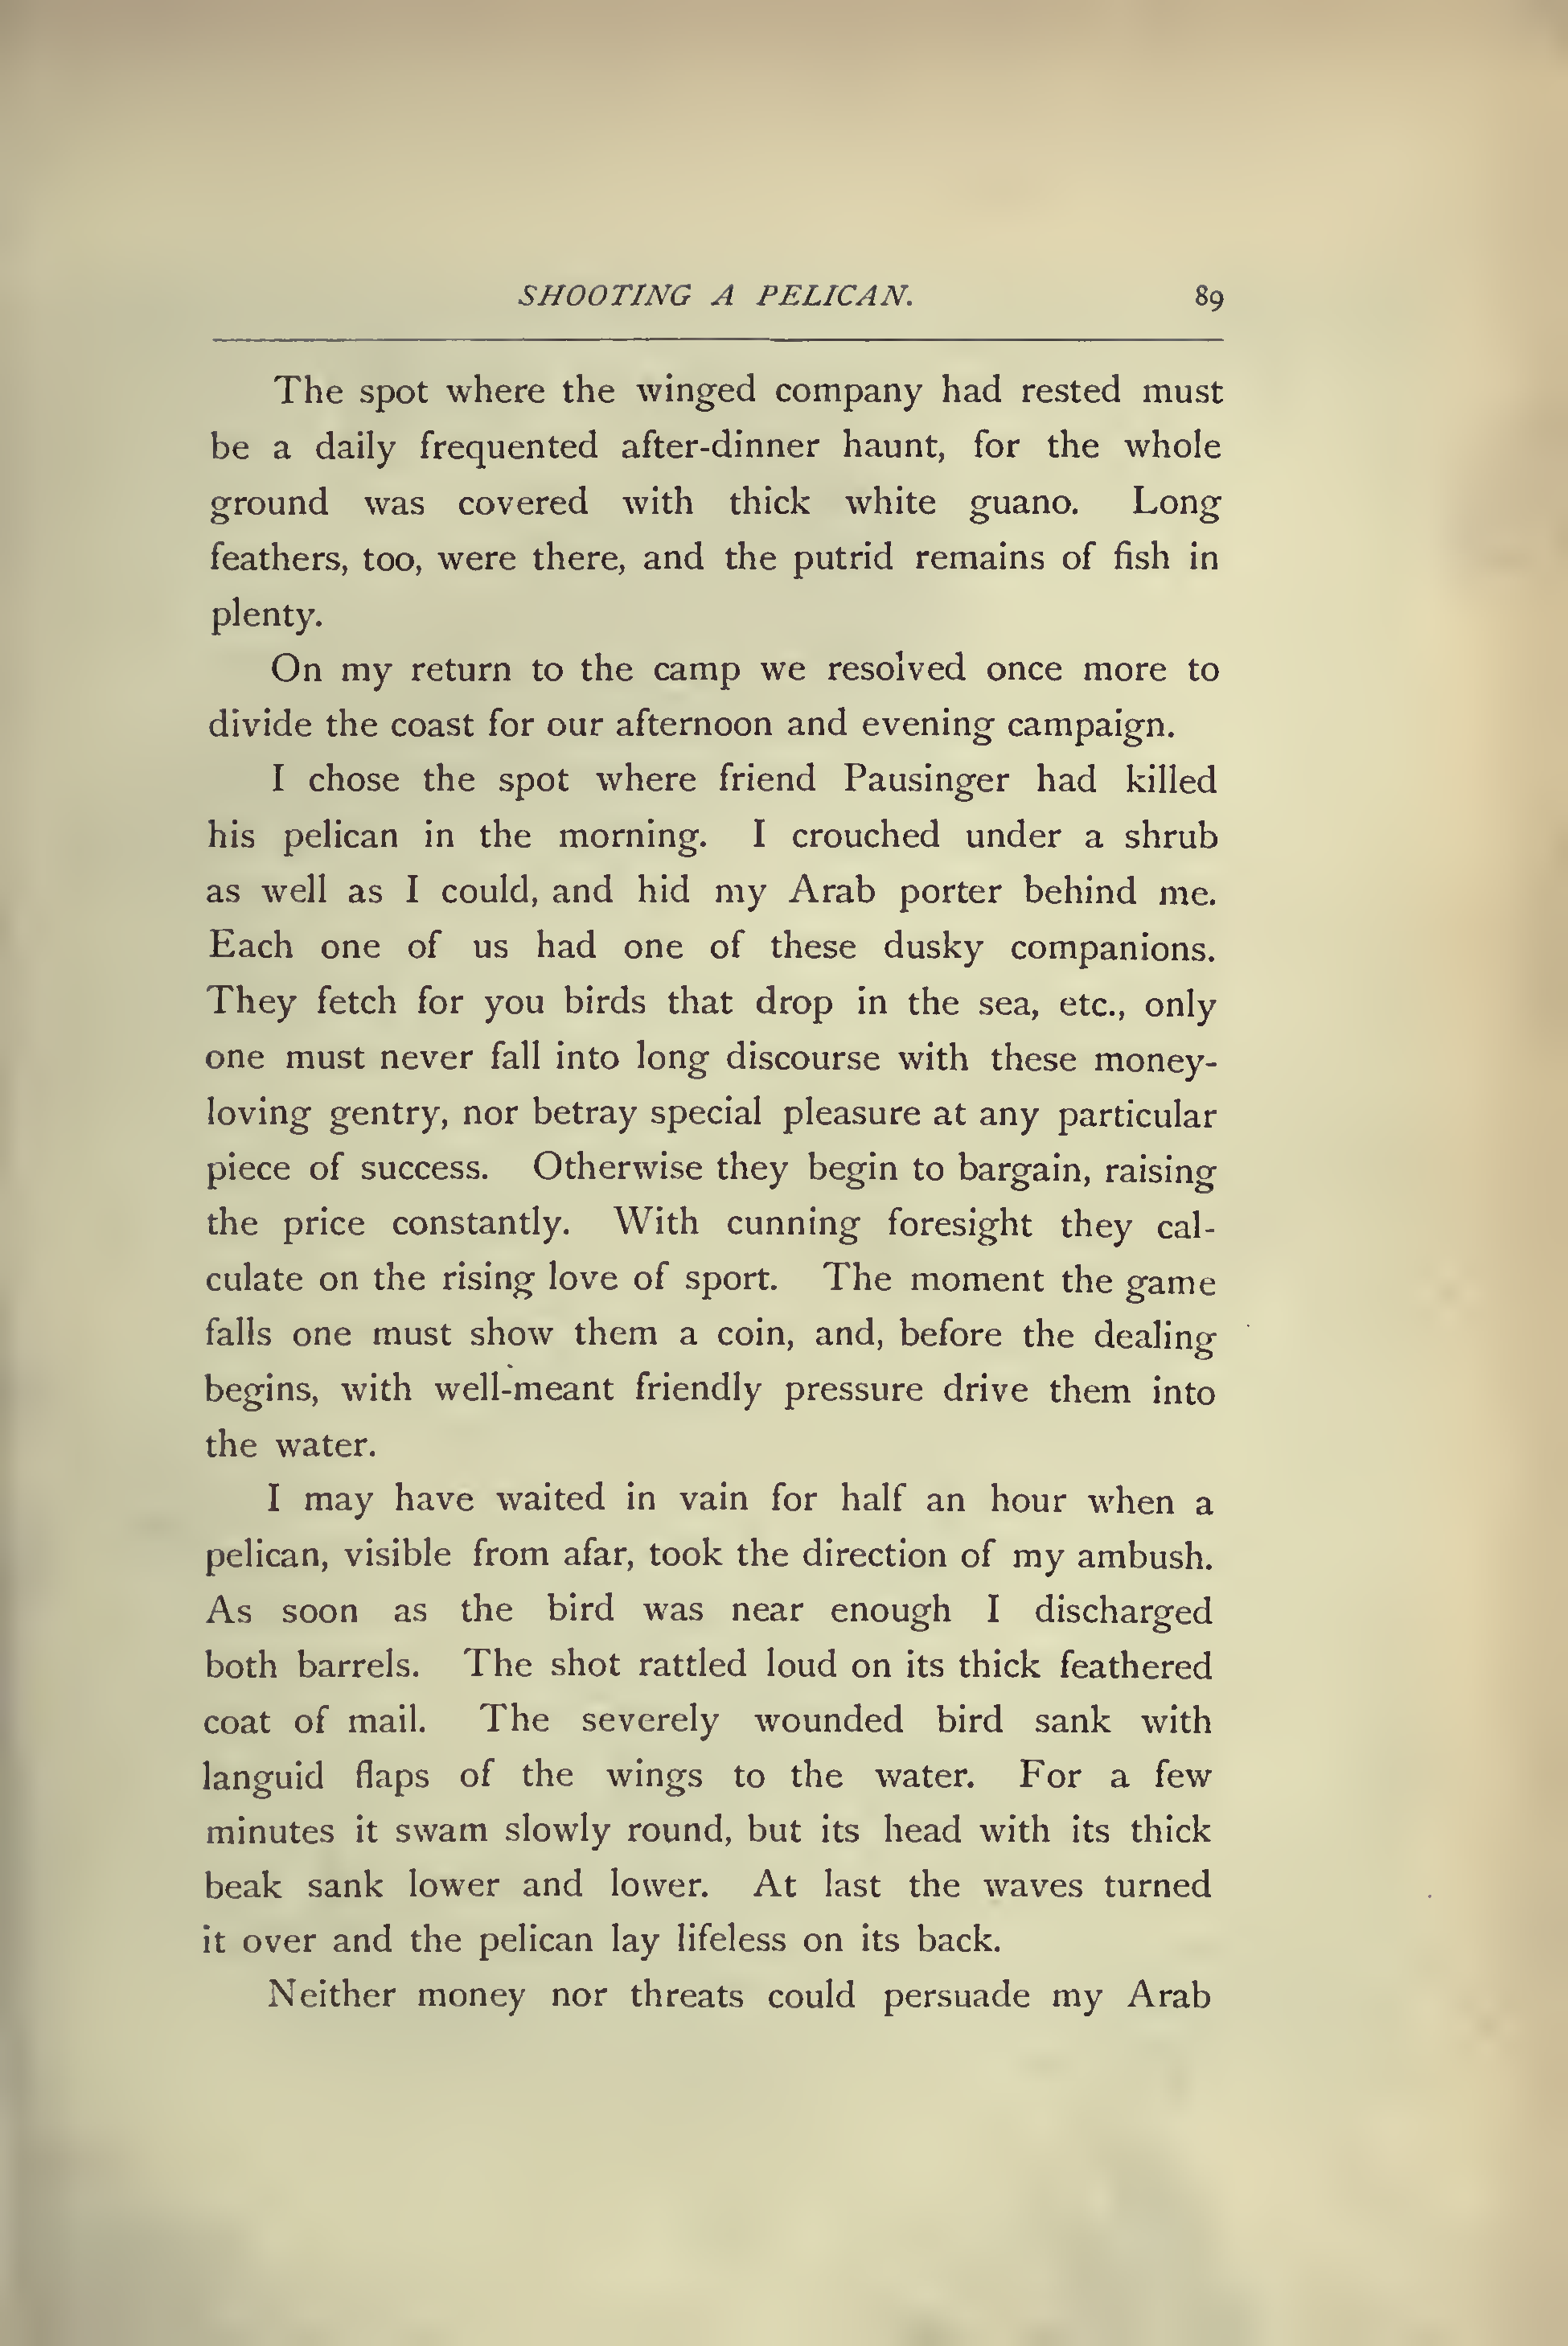 SHOOTING A PELICAN. 89
The spot where the winged company had rested must
be a daily frequented after-dinner haunt, for the whole
ground was covered with thick white guano. Long
feathers, too, were there, and the putrid remains of fish in
plenty.
On my return to the camp we resolved once more to
divide the coast for our afternoon and evening campaign.
I chose the spot where friend Pausinger had killed
his pelican in the morning. I crouched under a shrub
as well as I could, and hid my Arab porter behind me.
Each one of us had one of these dusky companions.
They fetch for you birds that drop in the sea, etc., only
one must never fall into long discourse with these money-
loving gentry, nor betray special pleasure at any particular
piece of success. Otherwise they begin to bargain, raising
the price constantly. With cunning foresight they cal-
culate on the rising love of sport. The moment the game
falls one must show them a coin, and, before the dealing
begins, with well-meant friendly pressure drive them into
the water.
I may have waited in vain for half an hour when a
pelican, visible from afar, took the direction of my ambush.
As soon as the bird was near enough I discharged
both barrels. The shot rattled loud on its thick feathered
coat of mail. The severely wounded bird sank with
languid flaps of the wings to the water. For a few
minutes it swam slowly round, but its head with its thick
beak sank lower and lower. At last the waves turned
it over and the pelican lay lifeless on its back.
Neither money nor threats could persuade my Arab